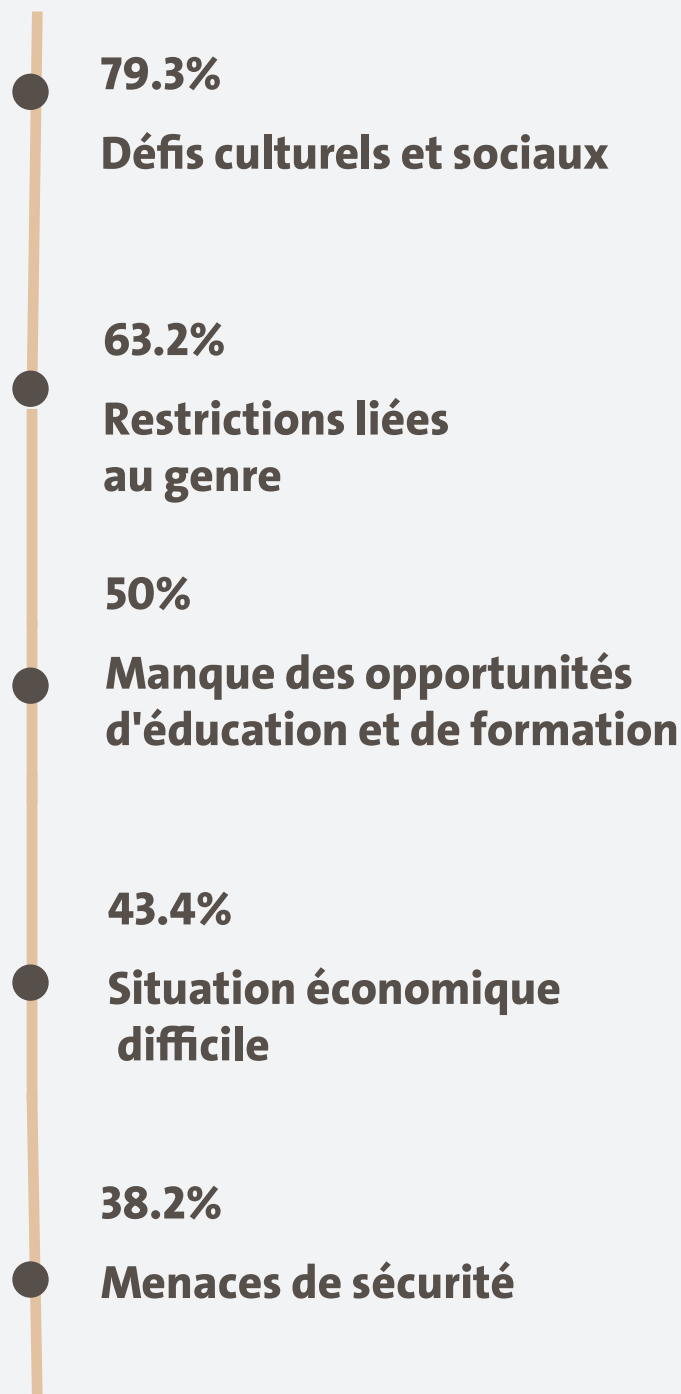 79.3%
Défis culturels et sociaux
63.2%
Restrictions liées
au genre
50%
Manque des opportunités
d'éducation et de formation
43.4%
Situation économique
difficile
38.2%
Menaces de sécurité